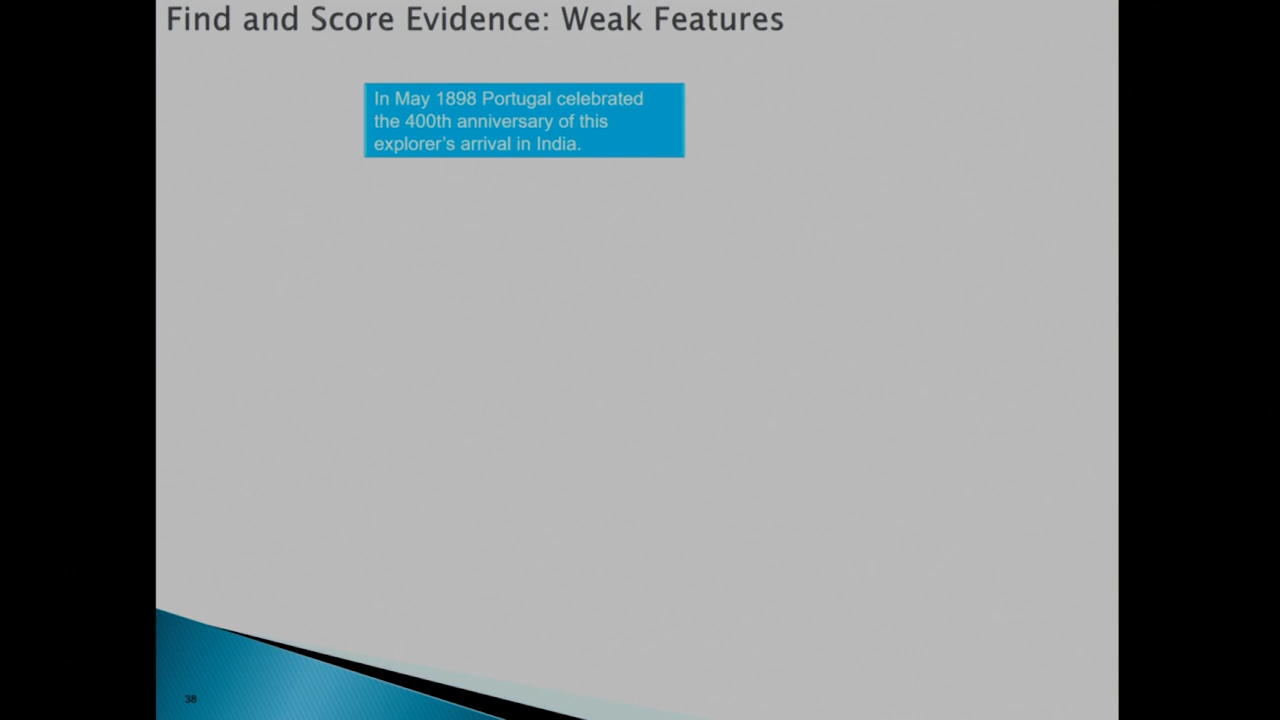 Find and Score Evidence: Weak Features
In May 1898 Portugal celebrated
the 400th anniversary of this
explorer's arrival in India.
38